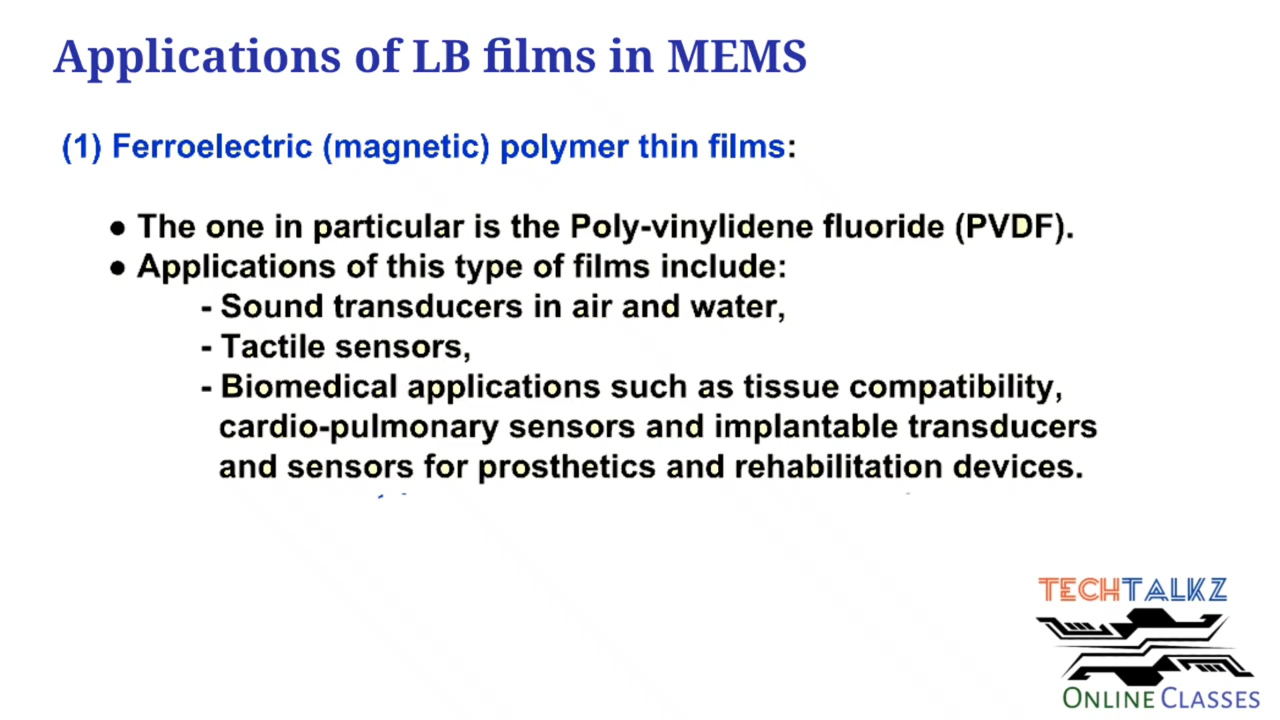 Applications of LB films in MEMS
(1) Ferroelectric (magnetic) polymer thin films:
● The one in particular is the Poly-vinylidene fluoride (PVDF).
● Applications of this type of films include:
- Sound transducers in air and water,
- Tactile sensors,
- Biomedical applications such as tissue compatibility,
cardio-pulmonary sensors and implantable transducers
and sensors for prosthetics and rehabilitation devices.
TECHTALKZ
ONLINE CLASSES